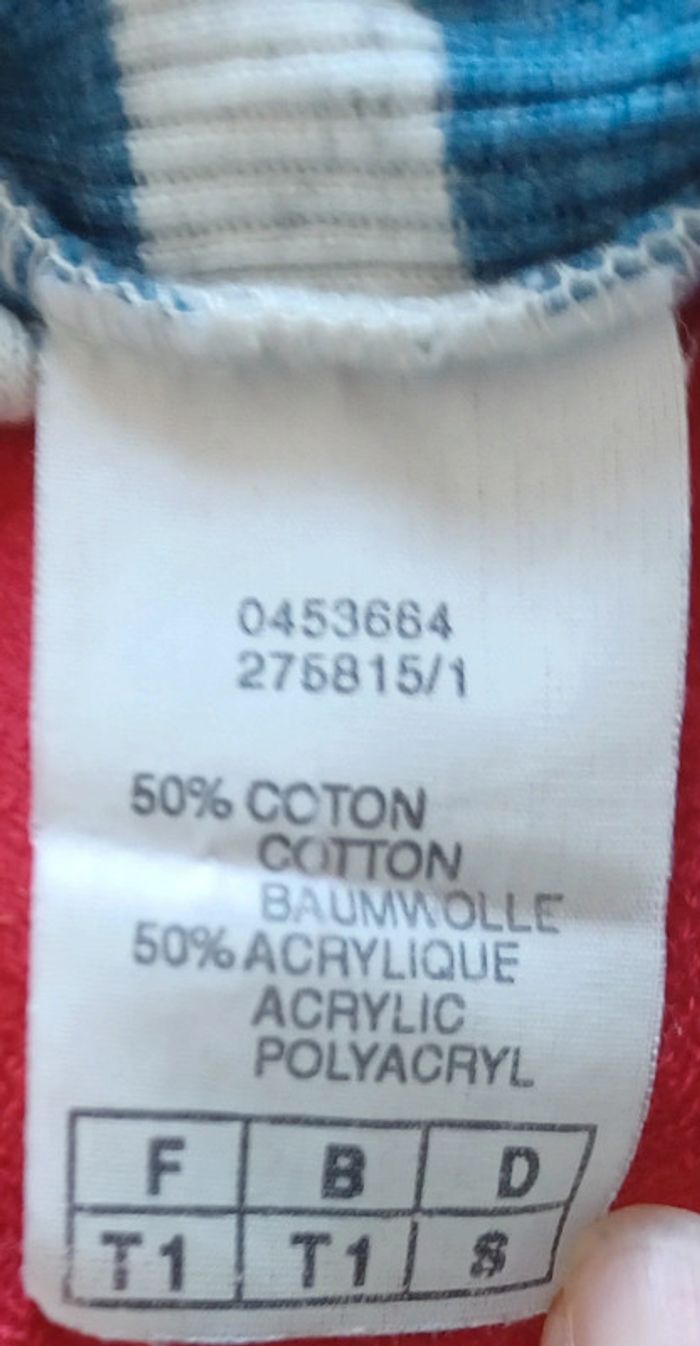 0453664
275815/1
50% COTON
COTTON
BAUMWOLLE
50% ACRYLIQUE
ACRYLIC
POLYACRYL
F B D
T1 T1 S